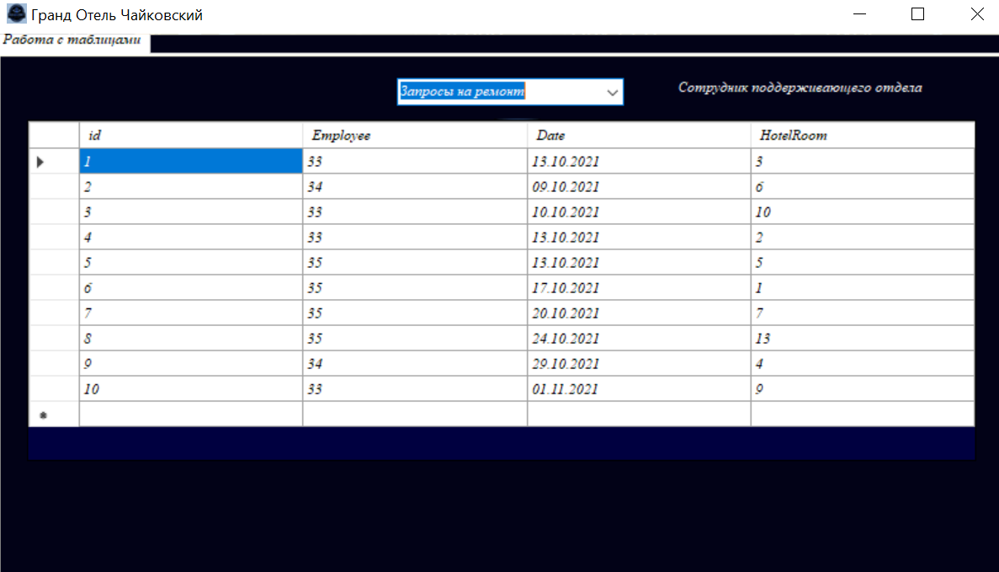 Гранд Отель Чайковский
Работа с таблицами
Запросы на ремонт Сотрудник поддерживающего отдела
id Employee Date HotelRoom
1 33 13.10.2021 3
2 34 09.10.2021 6
3 33 10.10.2021 10
4 33 13.10.2021 2
5 35 13.10.2021 5
6 35 17.10.2021 1
7 35 20.10.2021 7
8 35 24.10.2021 13
9 34 29.10.2021 4
10 33 01.11.2021 9